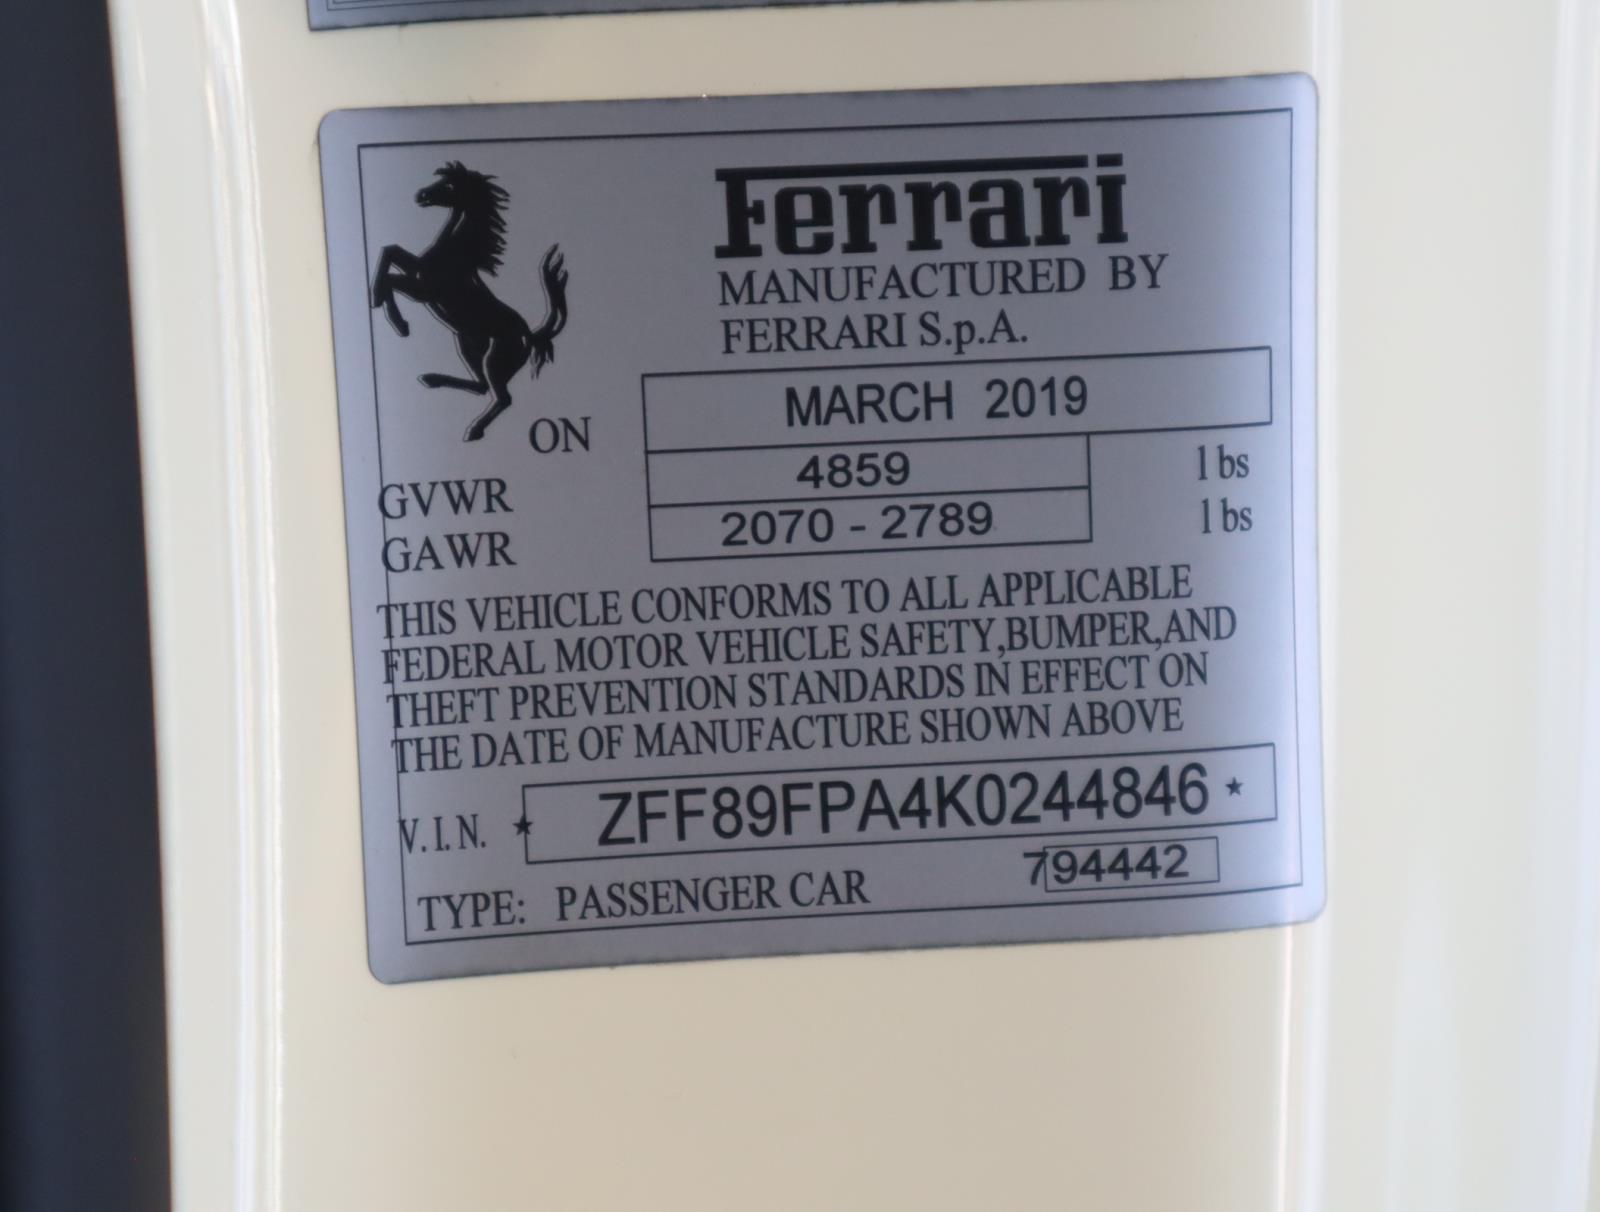 Ferrari
MANUFACTURED BY
FERRARI S.p.A.
ON MARCH 2019
GVWR 4859 lbs
GAWR 2070 - 2789 lbs
THIS VEHICLE CONFORMS TO ALL APPLICABLE
FEDERAL MOTOR VEHICLE SAFETY,BUMPER,AND
THEFT PREVENTION STANDARDS IN EFFECT ON
THE DATE OF MANUFACTURE SHOWN ABOVE
V.I.N. ★ ZFF89FPA4K0244846 ★
794442
TYPE: PASSENGER CAR